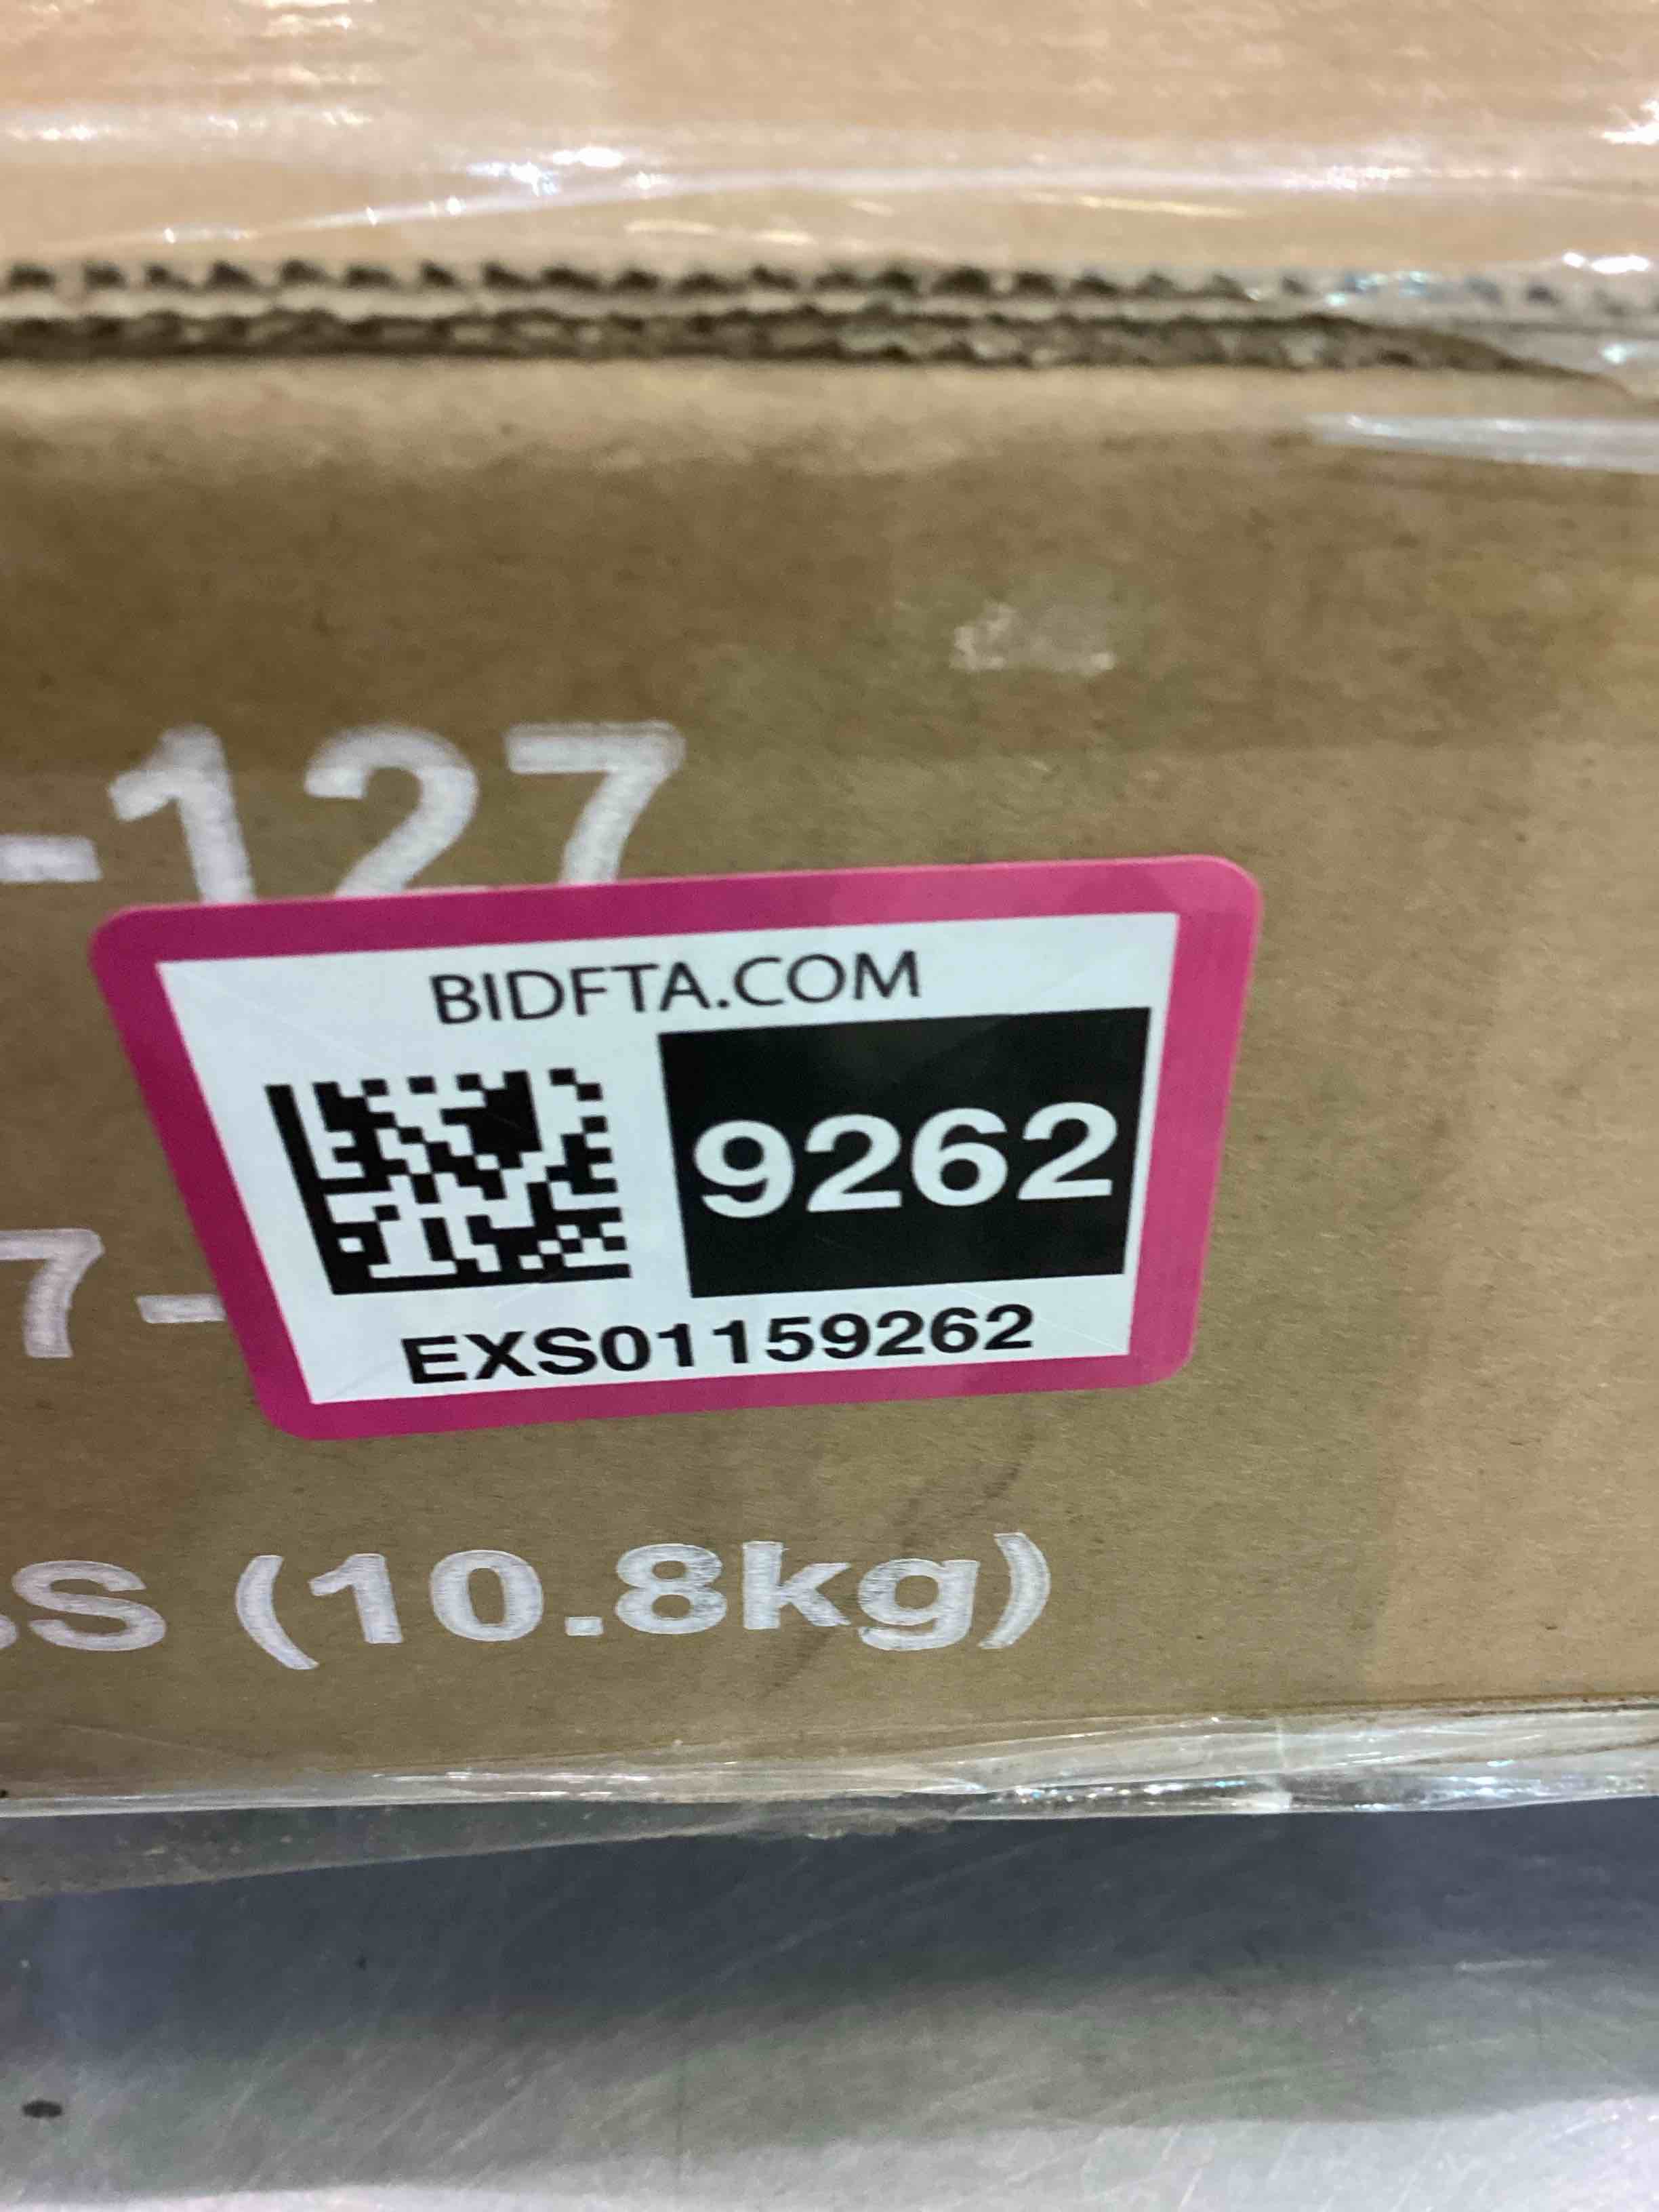 -127
BIDFTA.COM
9262
7-
EXS01159262
S (10.8kg)